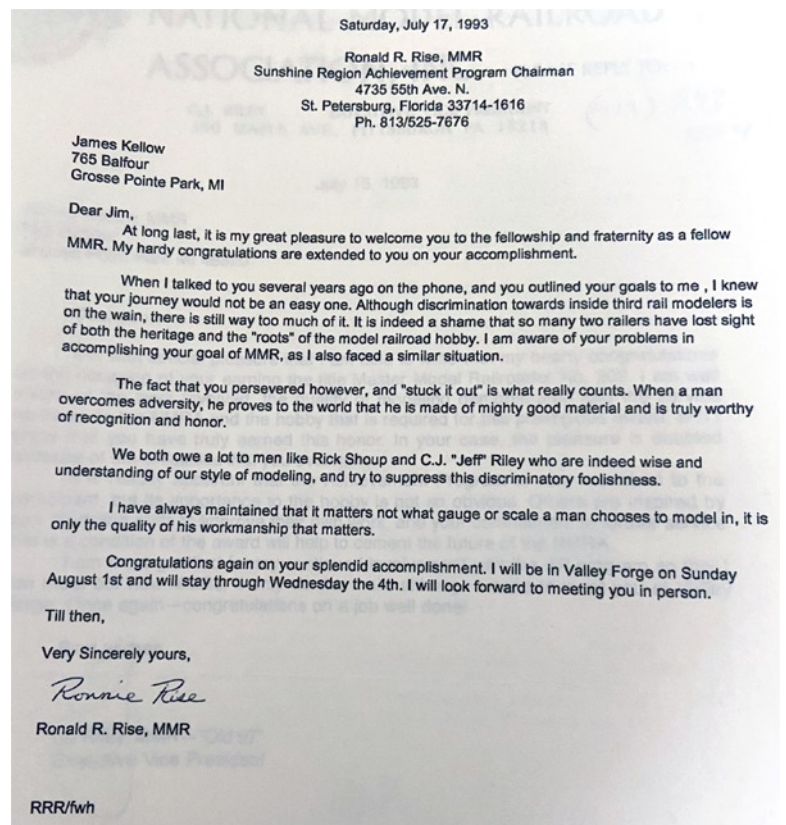 NATIONAL MODEL RAILROAD
ASSOCIATION
Saturday, July 17, 1993
Ronald R. Rise, MMR
Sunshine Region Achievement Program Chairman
4735 55th Ave. N.
St. Petersburg, Florida 33714-1616
Ph. 813/525-7676
James Kellow
765 Balfour
Grosse Pointe Park, MI
July 1993
Dear Jim,
At long last, it is my great pleasure to welcome you to the fellowship and fraternity as a fellow
MMR. My hardy congratulations are extended to you on your accomplishment.
When I talked to you several years ago on the phone, and you outlined your goals to me , I knew
that your journey would not be an easy one. Although discrimination towards inside third rail modelers is
on the wain, there is still way too much of it. It is indeed a shame that so many two railers have lost sight
of both the heritage and the "roots" of the model railroad hobby. I am aware of your problems in
accomplishing your goal of MMR, as I also faced a similar situation.
The fact that you persevered however, and "stuck it out" is what really counts. When a man
overcomes adversity, he proves to the world that he is made of mighty good material and is truly worthy
of recognition and honor.
We both owe a lot to men like Rick Shoup and C.J. "Jeff" Riley who are indeed wise and
understanding of our style of modeling, and try to suppress this discriminatory foolishness.
I have always maintained that it matters not what gauge or scale a man chooses to model in, it is
only the quality of his workmanship that matters.
Congratulations again on your splendid accomplishment. I will be in Valley Forge on Sunday
August 1st and will stay through Wednesday the 4th. I will look forward to meeting you in person.
Till then,
Very Sincerely yours,
Ronnie Rise
Ronald R. Rise, MMR
Executive Vice President
RRR/fwh